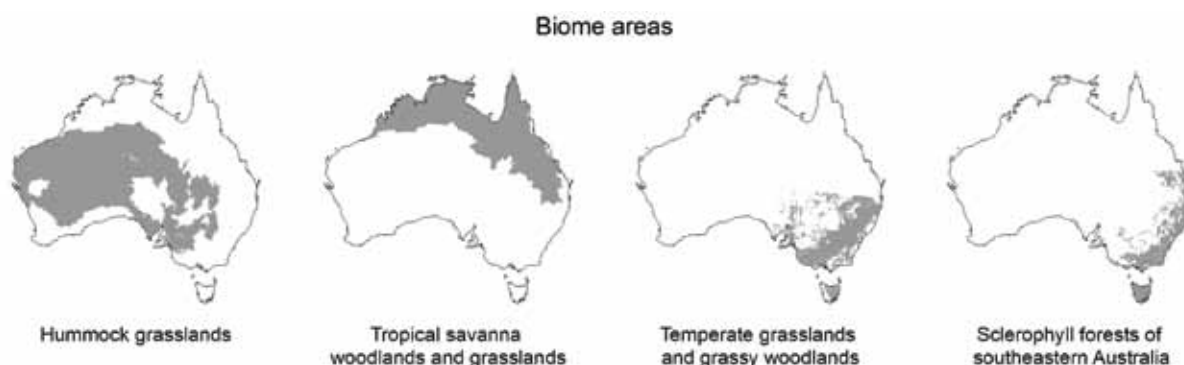 Biome areas
Hummock grasslands
Tropical savanna
woodlands and grasslands
Temperate grasslands
and grassy woodlands
Sclerophyll forests of
southeastern Australia